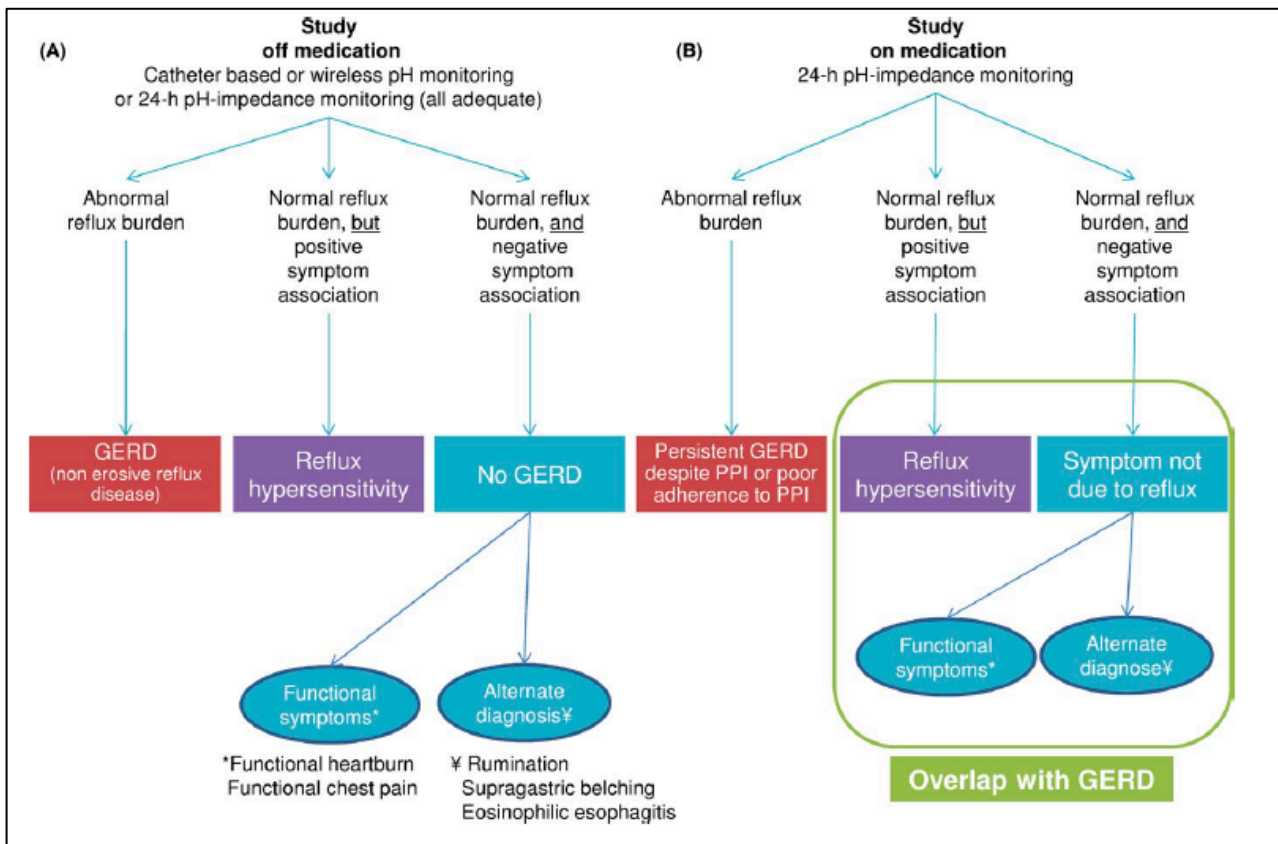 (A)
Study
off medication
Catheter based or wireless pH monitoring
or 24-h pH-impedance monitoring (all adequate)
Abnormal
reflux burden
Normal reflux
burden, but
positive
symptom
association
Normal reflux
burden, and
negative
symptom
association
GERD
(non erosive reflux
disease)
Reflux
hypersensitivity
No GERD
Functional
symptoms*
Alternate
diagnosis¥
*Functional heartburn
Functional chest pain
¥ Rumination
Supragastric belching
Eosinophilic esophagitis
(B)
Study
on medication
24-h pH-impedance monitoring
Abnormal reflux
burden
Normal reflux
burden, but
positive
symptom
association
Normal reflux
burden, and
negative
symptom
association
Persistent GERD
despite PPI or poor
adherence to PPI
Reflux
hypersensitivity
Symptom not
due to reflux
Functional
symptoms*
Alternate
diagnose¥
Overlap with GERD